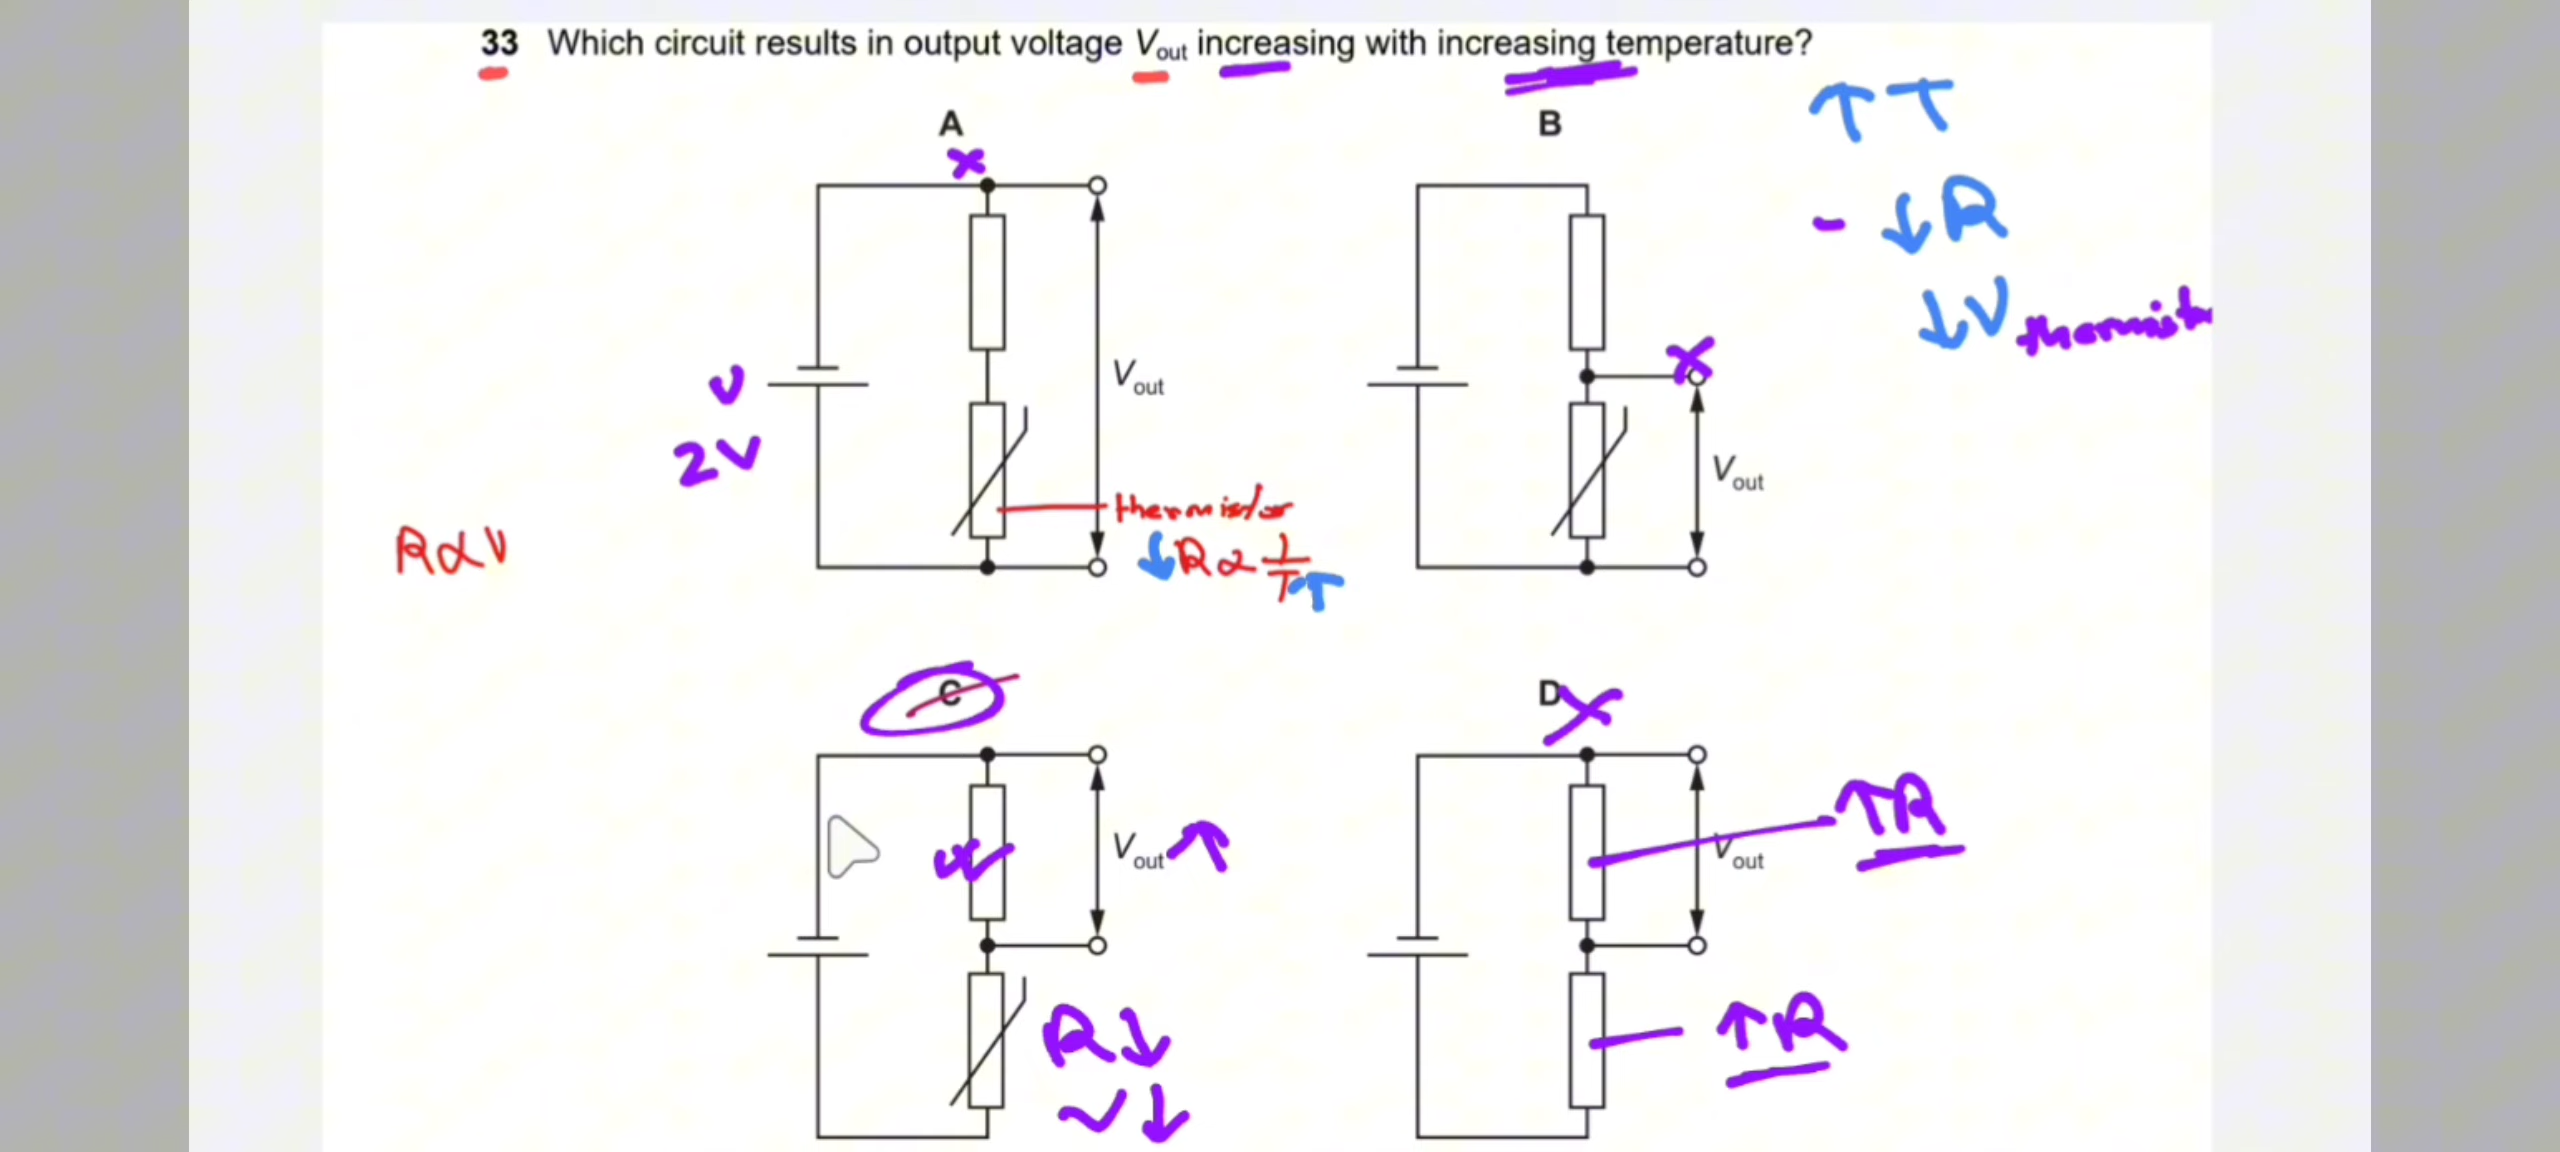 33 Which circuit results in output voltage Vout increasing with increasing temperature?
A
B
↑T
- ↓R
↓V thermist
V
2V
Vout
Vout
thermistor
↓R∝1/T↑
R∝V
C
D
Vout↑
Vout
↑R
R↓
V↓
↑R